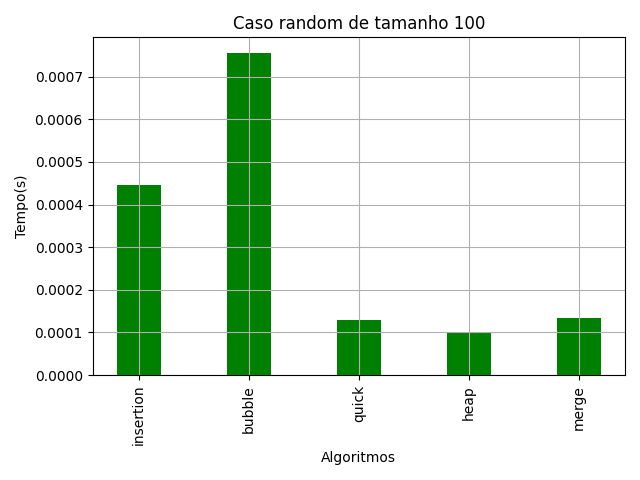 Caso random de tamanho 100
Tempo(s)
0.0007
0.0006
0.0005
0.0004
0.0003
0.0002
0.0001
0.0000
insertion
bubble
quick
heap
merge
Algoritmos